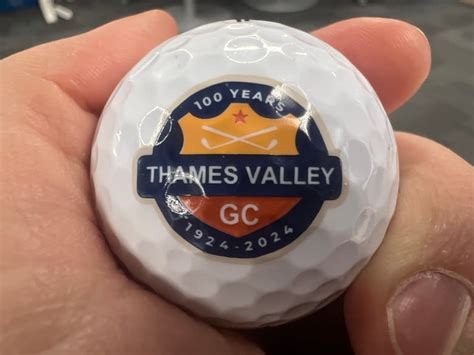 100 YEARS
THAMES VALLEY
GC
1924-2024